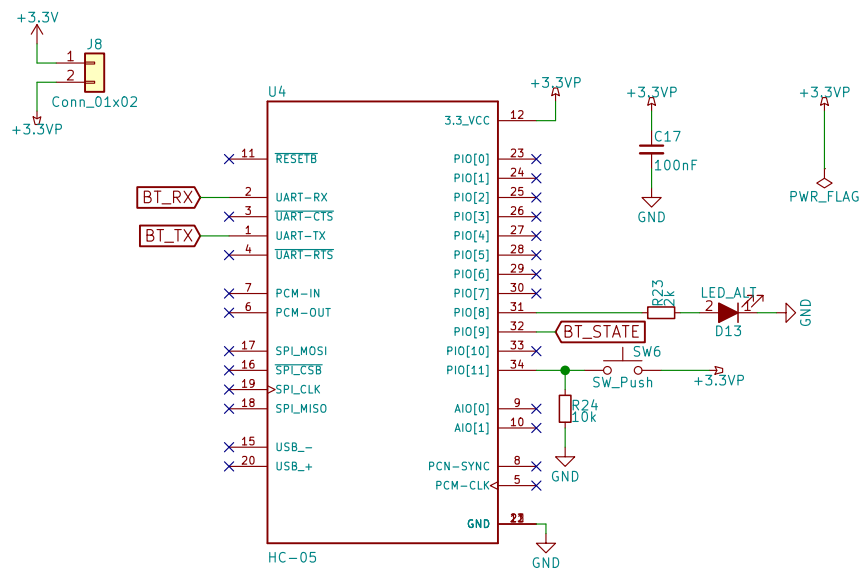 +3.3V
J8
1
2
Conn_01x02
+3.3VP
U4
+3.3VP
3.3_VCC 12
11 RESETB
PIO[0] 23
PIO[1] 24
BT_RX 2 UART-RX
PIO[2] 25
3 UART-CTS
PIO[3] 26
BT_TX 1 UART-TX
PIO[4] 27
4 UART-RTS
PIO[5] 28
PIO[6] 29
7 PCM-IN
PIO[7] 30
6 PCM-OUT
PIO[8] 31
PIO[9] 32 BT_STATE
17 SPI_MOSI
PIO[10] 33
16 SPI_CSB
PIO[11] 34
19 SPI_CLK
18 SPI_MISO
AIO[0] 9
AIO[1] 10
15 USB_-
20 USB_+
PCN-SYNC 8
PCM-CLK 5
GND
GND
HC-05
+3.3VP
C17
100nF
GND
+3.3VP
PWR_FLAG
R23
2k
LED_ALT
2 1
D13
GND
SW6
SW_Push
+3.3VP
R24
10k
GND